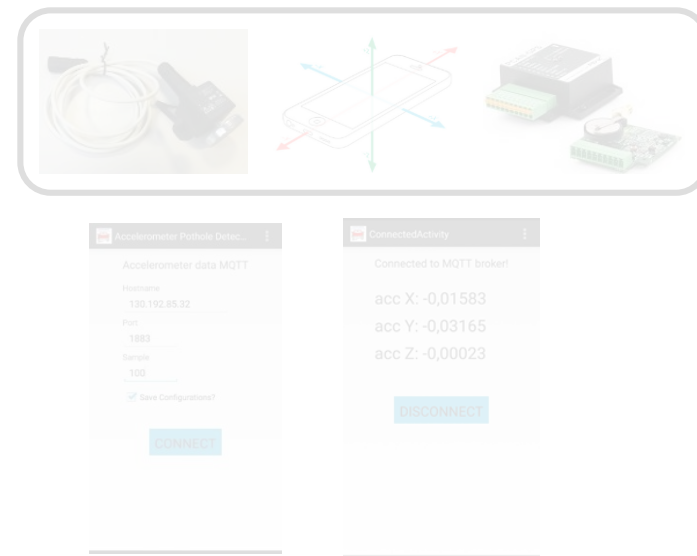 Accelerometer Pothole Detec...
Accelerometer data MQTT
Hostname
130.192.85.32
Port
1883
Sample
100
Save Configurations?
CONNECT
ConnectedActivity
Connected to MQTT broker!
acc X: -0,01583
acc Y: -0,03165
acc Z: -0,00023
DISCONNECT